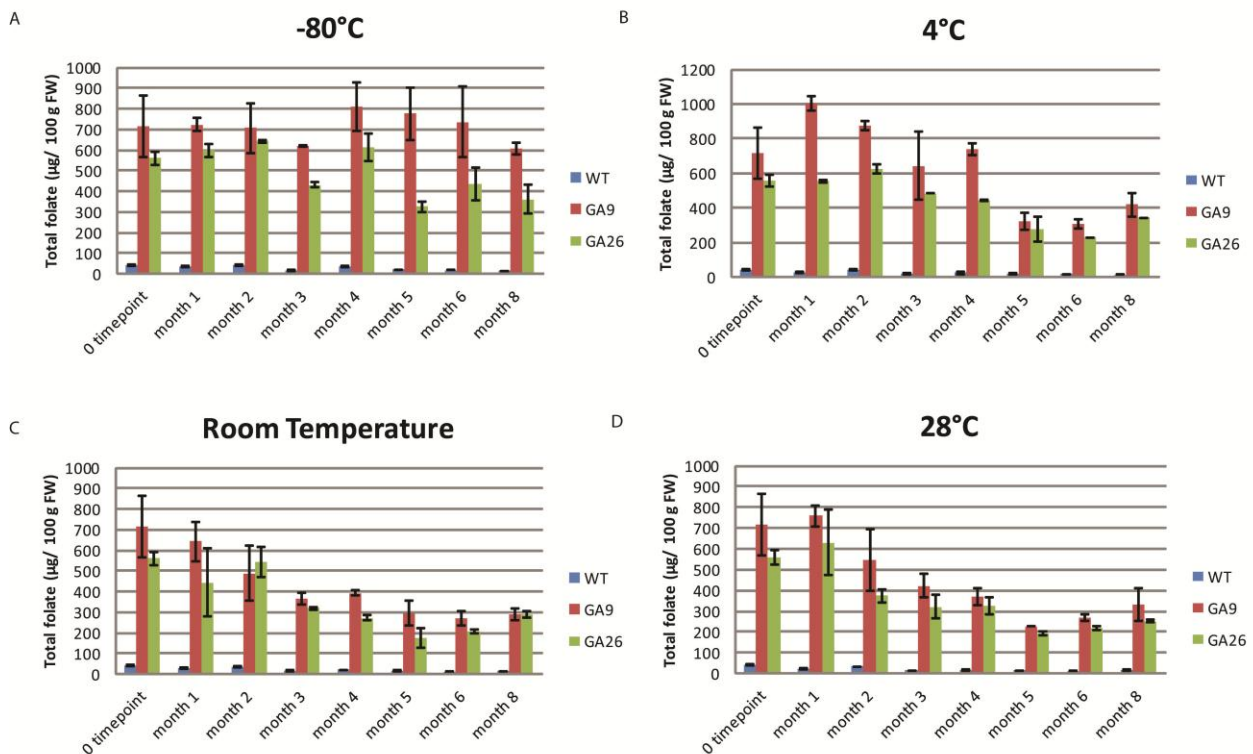 A
-80°C
Total folate (µg/ 100 g FW)
1000
900
800
700
600
500
400
300
200
100
0
0 timepoint
month 1
month 2
month 3
month 4
month 5
month 6
month 8
WT
GA9
GA26
B
4°C
Total folate (µg/ 100 g FW)
1200
1000
800
600
400
200
0
0 timepoint
month 1
month 2
month 3
month 4
month 5
month 6
month 8
WT
GA9
GA26
C
Room Temperature
Total folate (µg/ 100 g FW)
1000
900
800
700
600
500
400
300
200
100
0
0 timepoint
month 1
month 2
month 3
month 4
month 5
month 6
month 8
WT
GA9
GA26
D
28°C
Total folate (µg/ 100 g FW)
1000
900
800
700
600
500
400
300
200
100
0
0 timepoint
month 1
month 2
month 3
month 4
month 5
month 6
month 8
WT
GA9
GA26